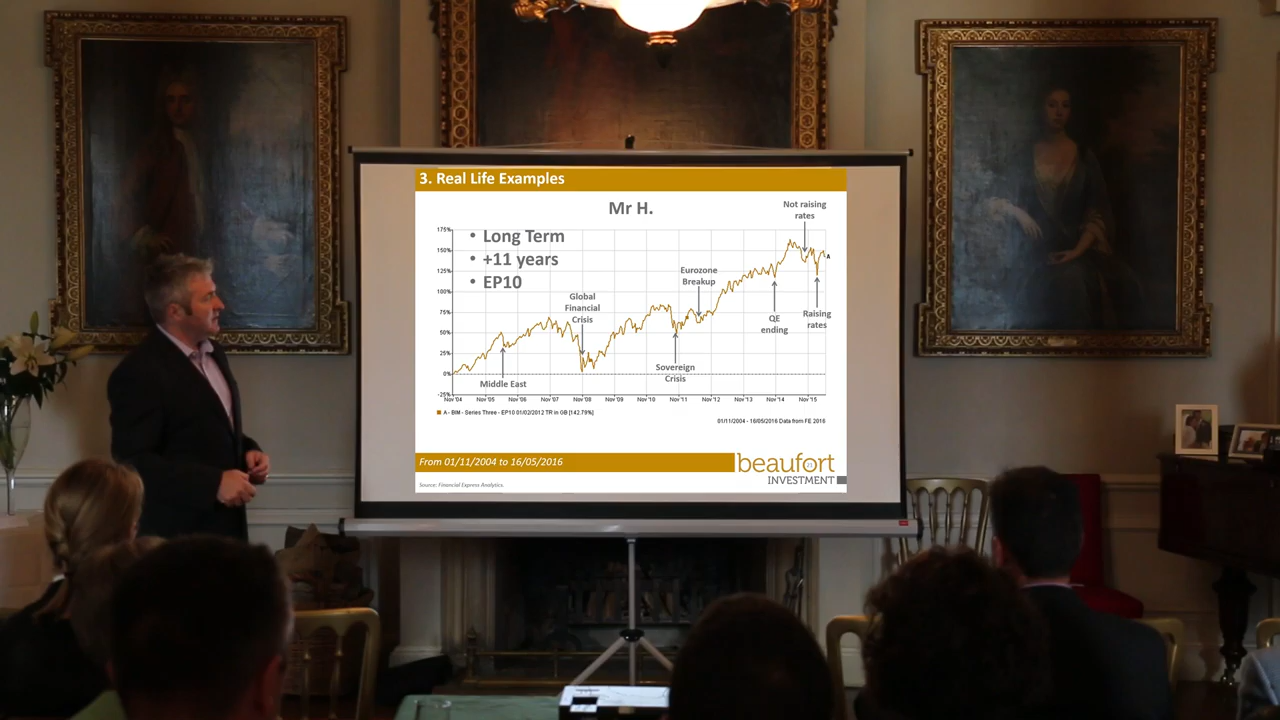 3. Real Life Examples
Mr H.
Not raising
rates
175%
• Long Term
150%
A
• +11 years
125%
Eurozone
Breakup
• EP10
100%
Global
Financial
Crisis
75%
QE
ending
Raising
rates
50%
25%
Sovereign
Crisis
0%
Middle East
-25%
Nov '04 Nov '05 Nov '06 Nov '07 Nov '08 Nov '09 Nov '10 Nov '11 Nov '12 Nov '13 Nov '14 Nov '15
A - BIM - Series Three - EP10 01/02/2012 TR in GB [142.79%]
01/11/2004 - 16/05/2016 Data from FE 2016
From 01/11/2004 to 16/05/2016
beaufort
INVESTMENT
Source: Financial Express Analytics.